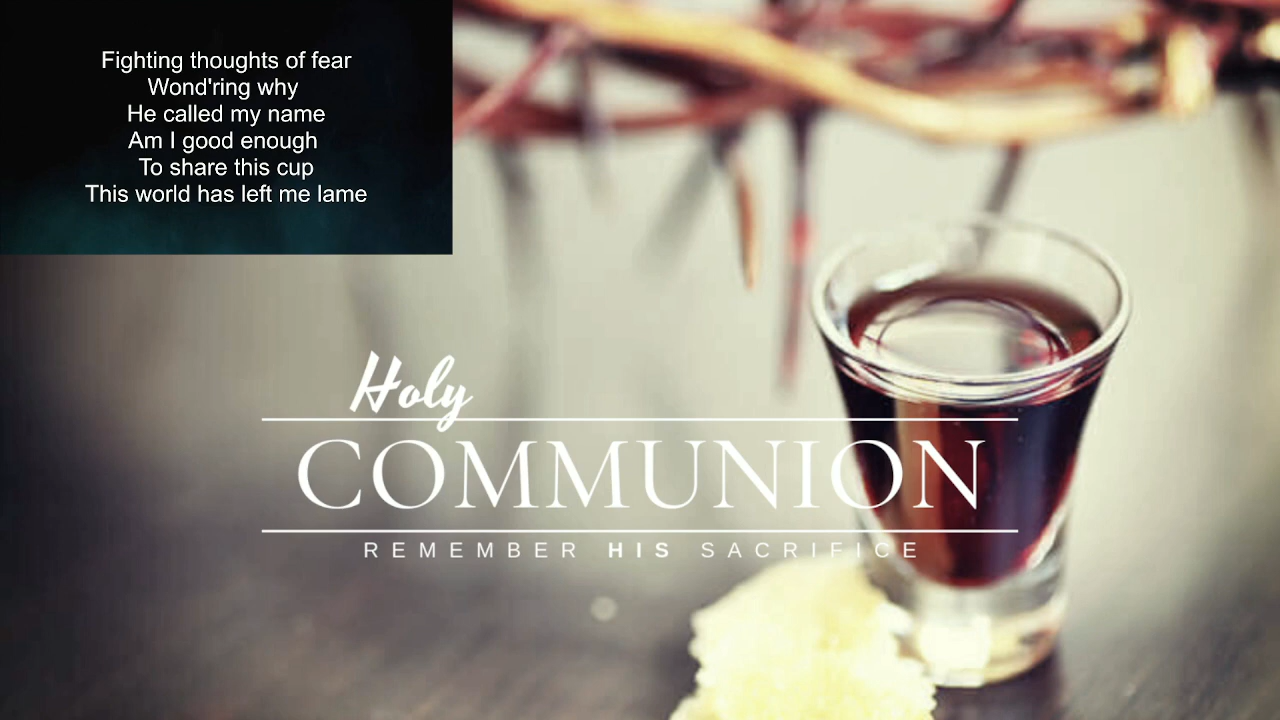 Fighting thoughts of fear
Wond'ring why
He called my name
Am I good enough
To share this cup
This world has left me lame
Holy
COMMUNION
REMEMBER HIS SACRIFICE